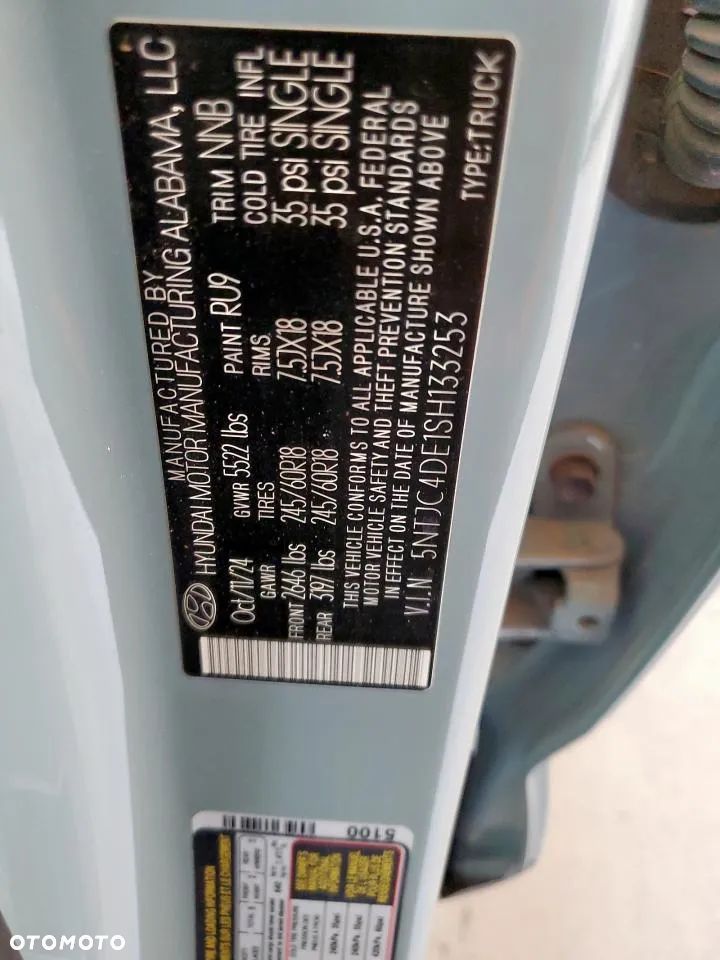 MANUFACTURED BY
HYUNDAI MOTOR MANUFACTURING ALABAMA, LLC
Oct/11/24 GVWR 5522 lbs PAINT RU9 TRIM NNB
GAWR TIRES RIMS COLD TIRE INFL
FRONT 2646 lbs 245/60R18 7.5JX18 35 psi SINGLE
REAR 3197 lbs 245/60R18 7.5JX18 35 psi SINGLE
THIS VEHICLE CONFORMS TO ALL APPLICABLE U.S.A. FEDERAL
MOTOR VEHICLE SAFETY AND THEFT PREVENTION STANDARDS
IN EFFECT ON THE DATE OF MANUFACTURE SHOWN ABOVE
V.I.N. 5NTJC4DE1SH133253 TYPE:TRUCK
5100
OTOMOTO